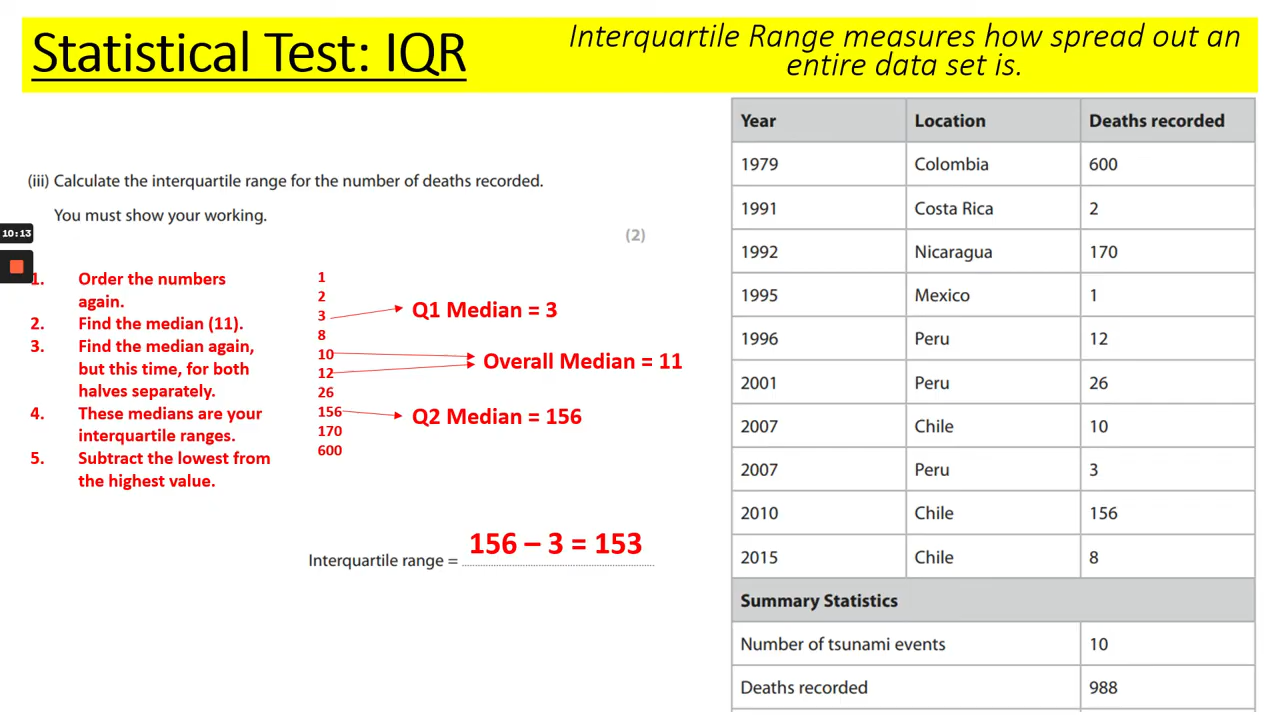 Statistical Test: IQR
Interquartile Range measures how spread out an
entire data set is.
(iii) Calculate the interquartile range for the number of deaths recorded.
You must show your working.
(2)
10:13
1. Order the numbers
again.
2. Find the median (11).
3. Find the median again,
but this time, for both
halves separately.
4. These medians are your
interquartile ranges.
5. Subtract the lowest from
the highest value.
1
2
3
8
10
12
26
156
170
600
Q1 Median = 3
Overall Median = 11
Q2 Median = 156
Interquartile range = 156 – 3 = 153
Year Location Deaths recorded
1979 Colombia 600
1991 Costa Rica 2
1992 Nicaragua 170
1995 Mexico 1
1996 Peru 12
2001 Peru 26
2007 Chile 10
2007 Peru 3
2010 Chile 156
2015 Chile 8
Summary Statistics
Number of tsunami events 10
Deaths recorded 988